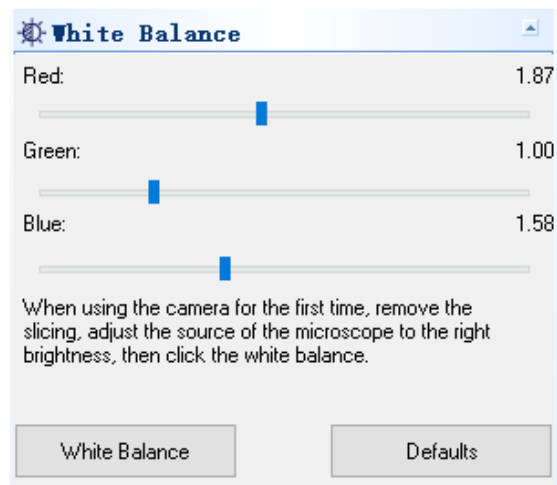 White Balance
Red: 1.87
Green: 1.00
Blue: 1.58
When using the camera for the first time, remove the
slicing, adjust the source of the microscope to the right
brightness, then click the white balance.
White Balance Defaults